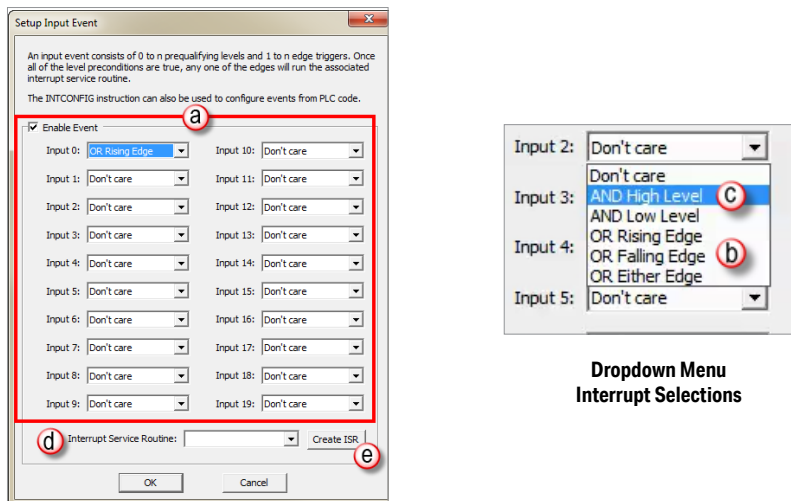 Setup Input Event
An input event consists of 0 to n prequalifying levels and 1 to n edge triggers. Once
all of the level preconditions are true, any one of the edges will run the associated
interrupt service routine.
The INTCONFIG instruction can also be used to configure events from PLC code.
a
Enable Event
Input 0: OR Rising Edge Input 10: Don't care
Input 1: Don't care Input 11: Don't care
Input 2: Don't care Input 12: Don't care
Input 3: Don't care Input 13: Don't care
Input 4: Don't care Input 14: Don't care
Input 5: Don't care Input 15: Don't care
Input 6: Don't care Input 16: Don't care
Input 7: Don't care Input 17: Don't care
Input 8: Don't care Input 18: Don't care
Input 9: Don't care Input 19: Don't care
d Interrupt Service Routine: Create ISR
e
OK Cancel
Input 2: Don't care
Don't care
Input 3: AND High Level c
AND Low Level
OR Rising Edge
Input 4: OR Falling Edge b
OR Either Edge
Input 5: Don't care
Dropdown Menu
Interrupt Selections